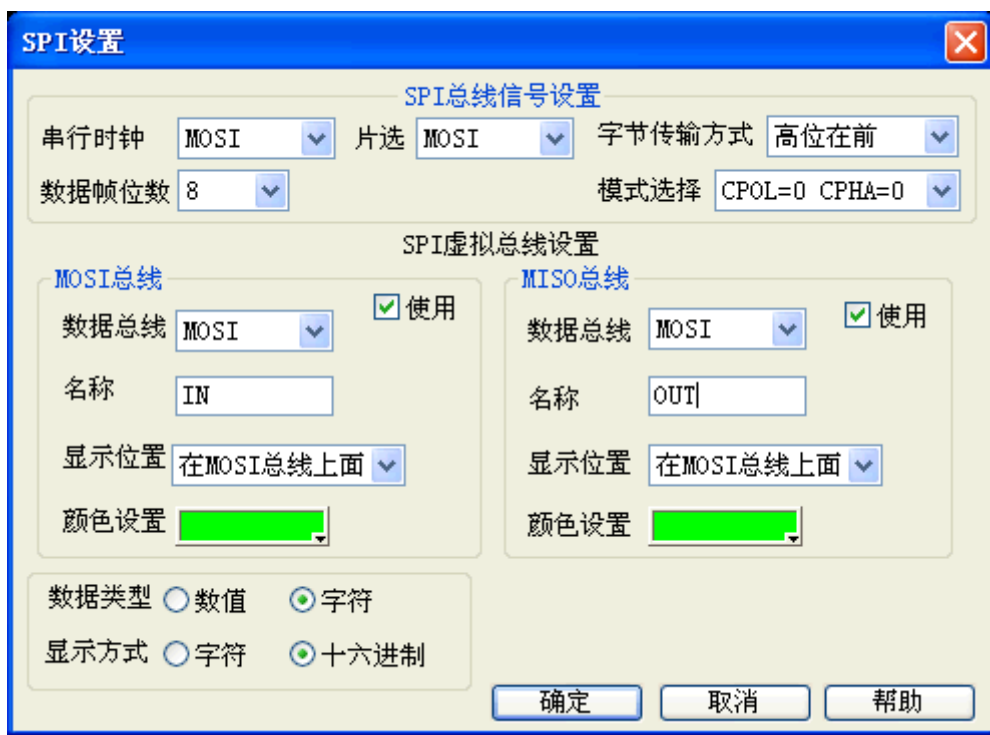 SPI设置
SPI总线信号设置
串行时钟 MOSI 片选 MOSI 字节传输方式 高位在前
数据帧位数 8 模式选择 CPOL=0 CPHA=0
SPI虚拟总线设置
MOSI总线 MISO总线
使用 使用
数据总线 MOSI 数据总线 MOSI
名称 IN 名称 OUT
显示位置 在MOSI总线上面 显示位置 在MOSI总线上面
颜色设置 颜色设置
数据类型 数值 字符
显示方式 字符 十六进制
确定 取消 帮助